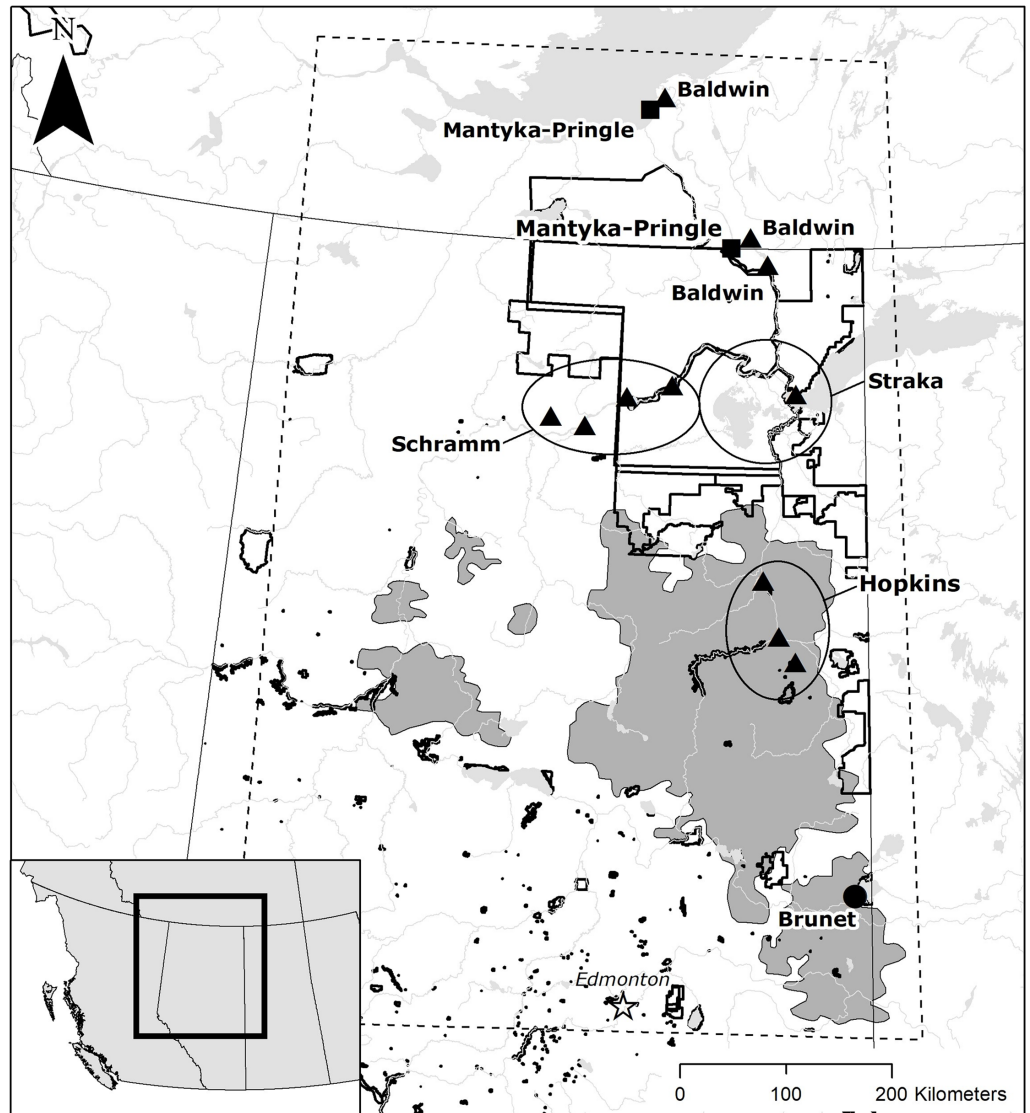 N
Baldwin
Mantyka-Pringle
Mantyka-Pringle
Baldwin
Baldwin
Straka
Schramm
Hopkins
Brunet
Edmonton
0 100 200 Kilometers